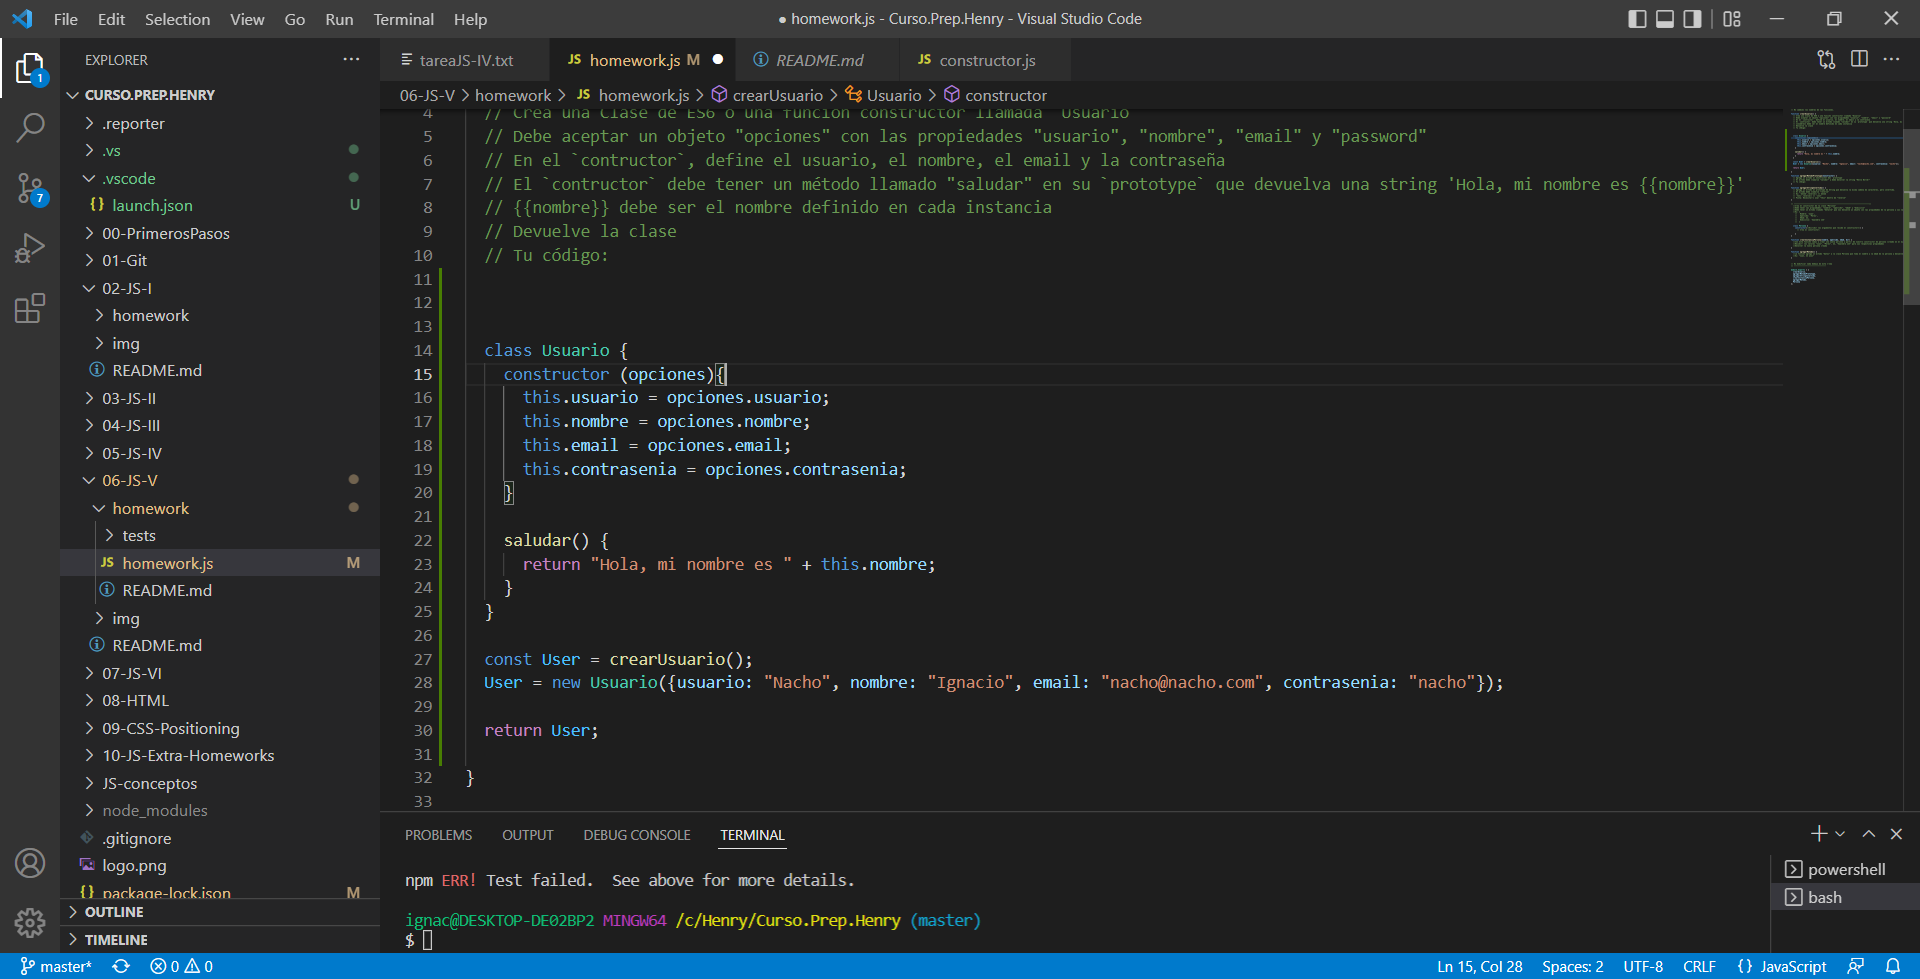 File Edit Selection View Go Run Terminal Help
● homework.js - Curso.Prep.Henry - Visual Studio Code
EXPLORER
CURSO.PREP.HENRY
.reporter
.vs
.vscode
{} launch.json U
00-PrimerosPasos
01-Git
02-JS-I
homework
img
README.md
03-JS-II
04-JS-III
05-JS-IV
06-JS-V
homework
tests
JS homework.js M
README.md
img
README.md
07-JS-VI
08-HTML
09-CSS-Positioning
10-JS-Extra-Homeworks
JS-conceptos
node_modules
.gitignore
logo.png
{} package-lock.json M
OUTLINE
TIMELINE
1
7
tareaJS-IV.txt
JS homework.js M
README.md
JS constructor.js
06-JS-V > homework > JS homework.js > crearUsuario > Usuario > constructor
4 // Crea una Clase de ES6 o una función constructor llamada "Usuario"
5 // Debe aceptar un objeto "opciones" con las propiedades "usuario", "nombre", "email" y "password"
6 // En el `contructor`, define el usuario, el nombre, el email y la contraseña
7 // El `contructor` debe tener un método llamado "saludar" en su `prototype` que devuelva una string 'Hola, mi nombre es {{nombre}}'
8 // {{nombre}} debe ser el nombre definido en cada instancia
9 // Devuelve la clase
10 // Tu código:
11
12
13
14 class Usuario {
15 constructor (opciones){
16 this.usuario = opciones.usuario;
17 this.nombre = opciones.nombre;
18 this.email = opciones.email;
19 this.contrasenia = opciones.contrasenia;
20 }
21
22 saludar() {
23 return "Hola, mi nombre es " + this.nombre;
24 }
25 }
26
27 const User = crearUsuario();
28 User = new Usuario({usuario: "Nacho", nombre: "Ignacio", email: "nacho@nacho.com", contrasenia: "nacho"});
29
30 return User;
31
32 }
33
PROBLEMS OUTPUT DEBUG CONSOLE TERMINAL
npm ERR! Test failed.  See above for more details.
ignac@DESKTOP-DE02BP2 MINGW64 /c/Henry/Curso.Prep.Henry (master)
$
powershell
bash
master* 0 0
Ln 15, Col 28 Spaces: 2 UTF-8 CRLF {} JavaScript